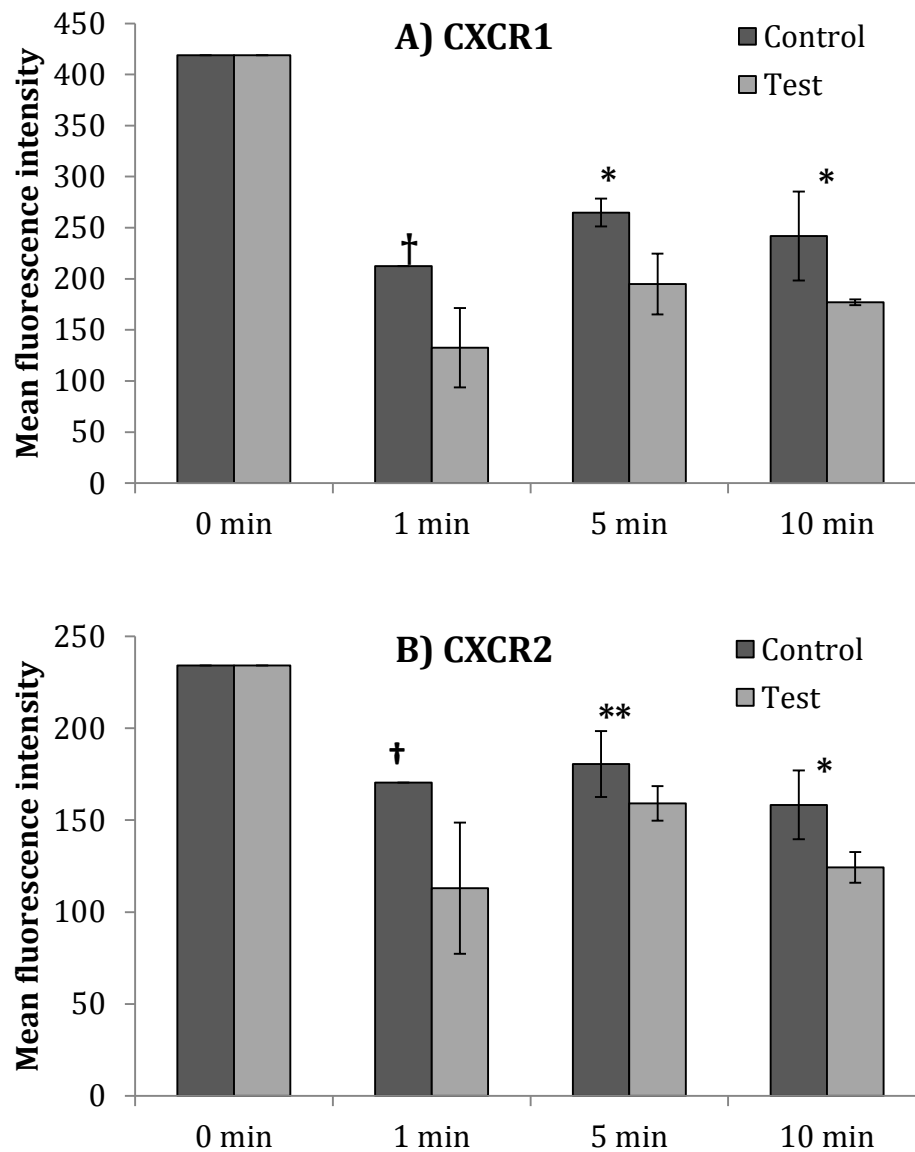 A) CXCR1
Control
Test
Mean fluorescence intensity
450
400
350
300
250
200
150
100
50
0
†
*
*
0 min 1 min 5 min 10 min
B) CXCR2
Control
Test
Mean fluorescence intensity
250
200
150
100
50
0
†
**
*
0 min 1 min 5 min 10 min